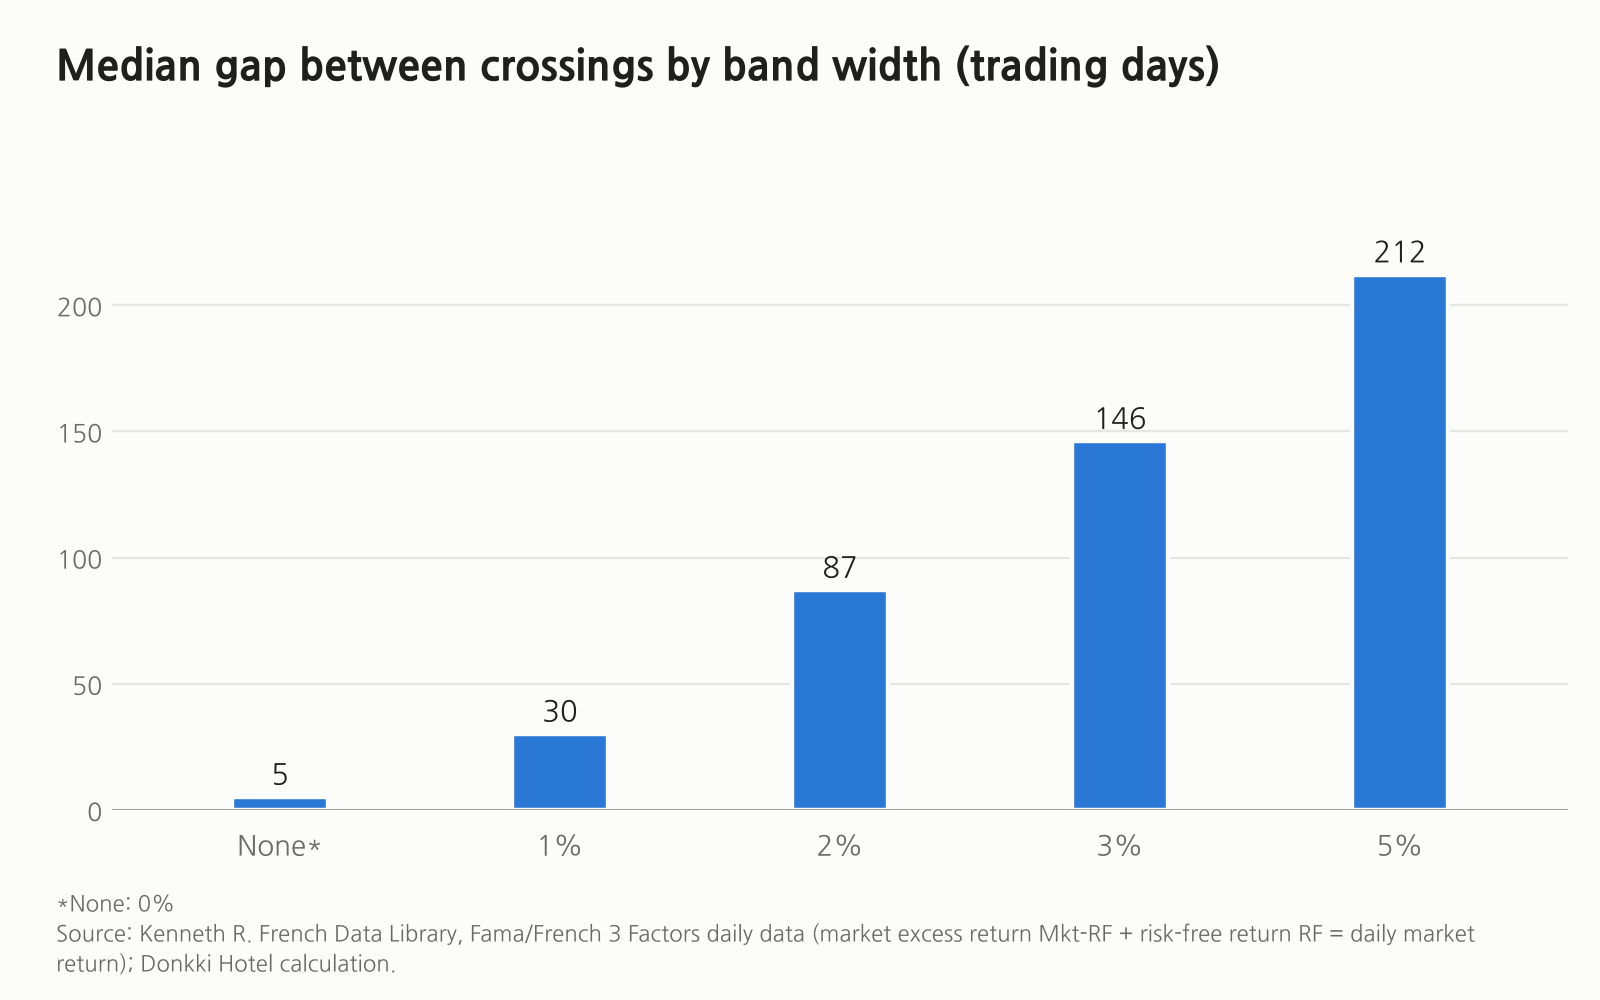 Median gap between crossings by band width (trading days)
212
200
146
150
87
100
50
30
5
0
None* 1% 2% 3% 5%
*None: 0%
Source: Kenneth R. French Data Library, Fama/French 3 Factors daily data (market excess return Mkt-RF + risk-free return RF = daily market
return); Donkki Hotel calculation.